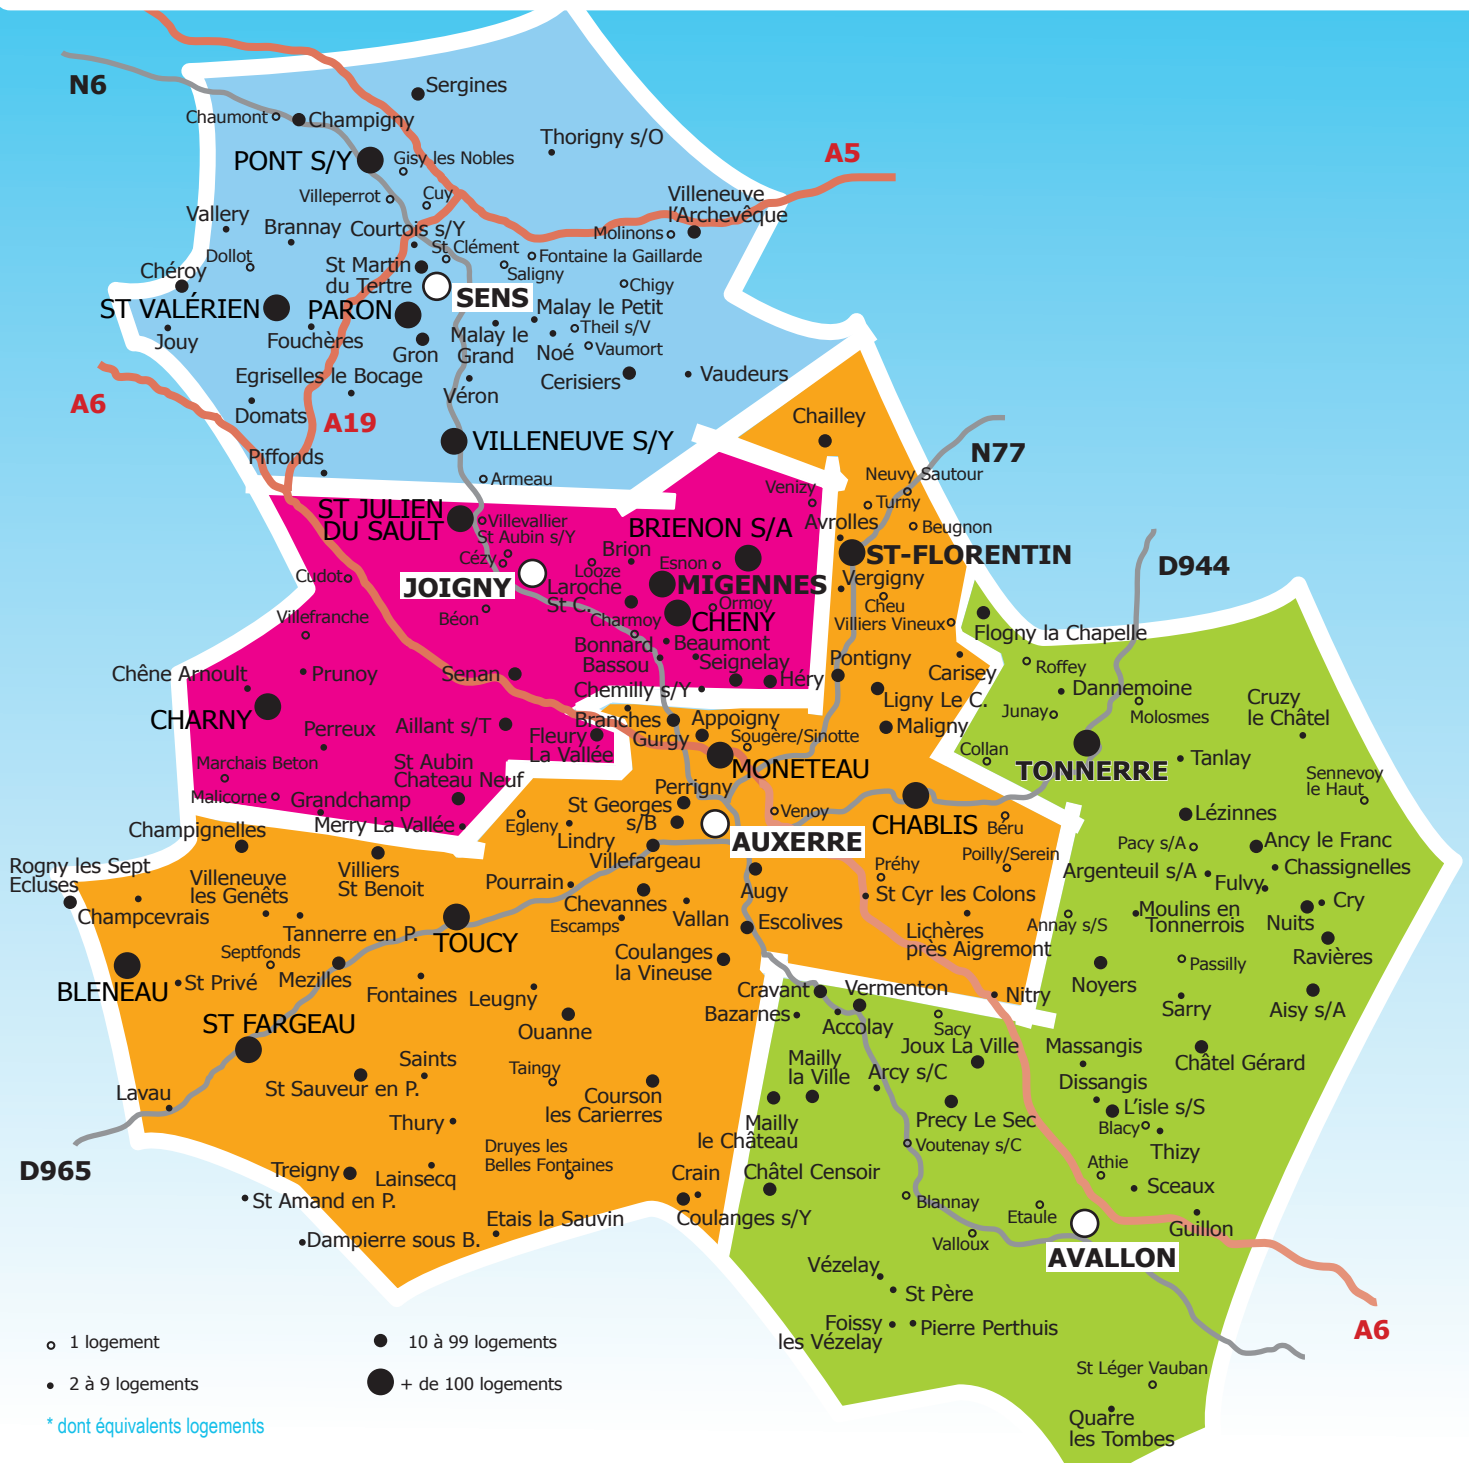 N6
Sergines
Chaumont
Champigny
Thorigny s/O
A5
PONT S/Y
Gisy les Nobles
Villeperrot
Cuy
Villeneuve
l'Archevêque
Vallery
Brannay
Courtois s/Y
Molinons
Dollot
St Clément
Fontaine la Gaillarde
Chéroy
St Martin
du Tertre
Saligny
Chigy
ST VALÉRIEN
PARON
SENS
Malay le Petit
Jouy
Fouchères
Gron
Malay le
Grand
Theil s/V
Noé
Vaumort
Egriselles le Bocage
Cerisiers
Vaudeurs
A6
Véron
Domats
A19
Chailley
VILLENEUVE S/Y
N77
Piffonds
Armeau
Neuvy Sautour
Venizy
Turny
ST JULIEN
DU SAULT
Villevallier
St Aubin s/Y
BRIENON S/A
Avrolles
Beugnon
Cézy
Brion
Looze
Esnon
ST-FLORENTIN
D944
Cudot
JOIGNY
Laroche
St C.
MIGENNES
Vergigny
Ormoy
Cheu
Villefranche
Béon
Charmoy
CHENY
Villiers Vineux
Flogny la Chapelle
Bonnard
Beaumont
Bassou
Seignelay
Pontigny
Roffey
Chêne Arnoult
Prunoy
Senan
Héry
Carisey
Chemilly s/Y
Ligny Le C.
Dannemoine
Cruzy
le Châtel
CHARNY
Perreux
Aillant s/T
Branches
Appoigny
Maligny
Junay
Molosmes
Fleury
La Vallée
Gurgy
Sougère/Sinotte
Collan
Marchais Beton
St Aubin
Chateau Neuf
MONETEAU
TONNERRE
Tanlay
Sennevoy
le Haut
Malicorne
Grandchamp
Perrigny
St Georges
s/B
Venoy
Merry La Vallée
Champignelles
Egleny
Lindry
AUXERRE
CHABLIS
Béru
Lézinnes
Rogny les Sept
Ecluses
Villiers
St Benoit
Villefargeau
Préhy
Poilly/Serein
Pacy s/A
Ancy le Franc
Villeneuve
les Genêts
Pourrain
Augy
Argenteuil s/A
Chassignelles
Fulvy
Champcevrais
Chevannes
St Cyr les Colons
Cry
Tannerre en P.
TOUCY
Escamps
Vallan
Escolives
Lichères
près Aigremont
Annay s/S
Moulins en
Tonnerrois
Nuits
Septfonds
Coulanges
la Vineuse
Ravières
Passilly
BLENEAU
St Privé
Mezilles
Fontaines
Leugny
Cravant
Vermenton
Nitry
Noyers
ST FARGEAU
Ouanne
Bazarnes
Accolay
Sacy
Sarry
Aisy s/A
Joux La Ville
Massangis
Saints
Taingy
Mailly
la Ville
Arcy s/C
Châtel Gérard
Lavau
St Sauveur en P.
Courson
les Carierres
Dissangis
L'isle s/S
Thury
Mailly
le Château
Precy Le Sec
Blacy
D965
Druyes les
Belles Fontaines
Voutenay s/C
Thizy
Treigny
Lainsecq
Crain
Châtel Censoir
Athie
Sceaux
St Amand en P.
Coulanges s/Y
Blannay
Etaule
Etais la Sauvin
Guillon
Dampierre sous B.
Valloux
AVALLON
Vézelay
St Père
Foissy
les Vézelay
Pierre Perthuis
A6
St Léger Vauban
Quarre
les Tombes
1 logement
10 à 99 logements
2 à 9 logements
+ de 100 logements
* dont équivalents logements